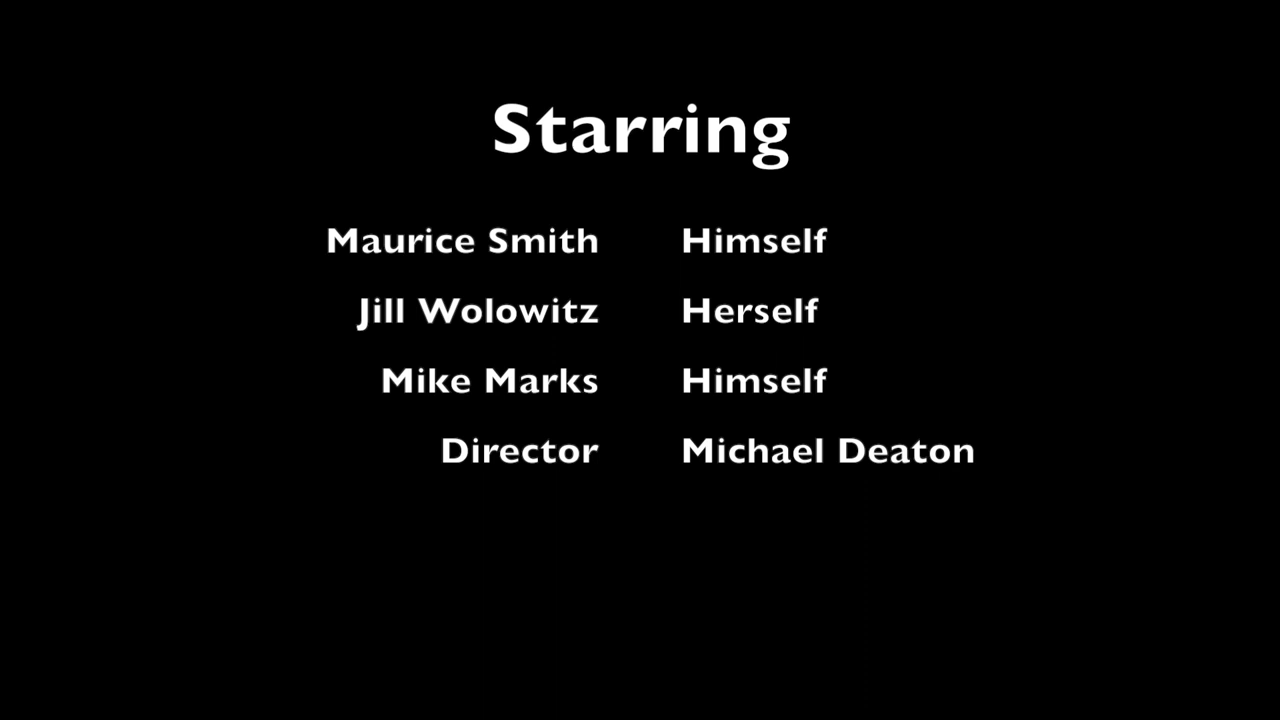 Starring
Maurice Smith Himself
Jill Wolowitz Herself
Mike Marks Himself
Director Michael Deaton